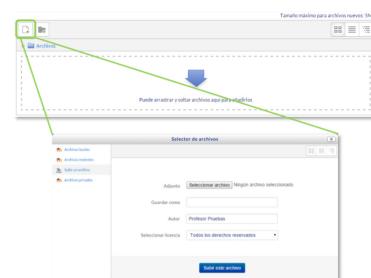 Tamaño máximo para archivos nuevos: 5M
Archivos
Puede arrastrar y soltar archivos aquí para añadirlos
Selector de archivos
Archivos locales
Archivos recientes
Subir un archivo
Archivos privados
Adjunto
Seleccionar archivo
Ningún archivo seleccionado
Guardar como
Autor
Profesor Pruebas
Seleccionar licencia
Todos los derechos reservados
Subir este archivo